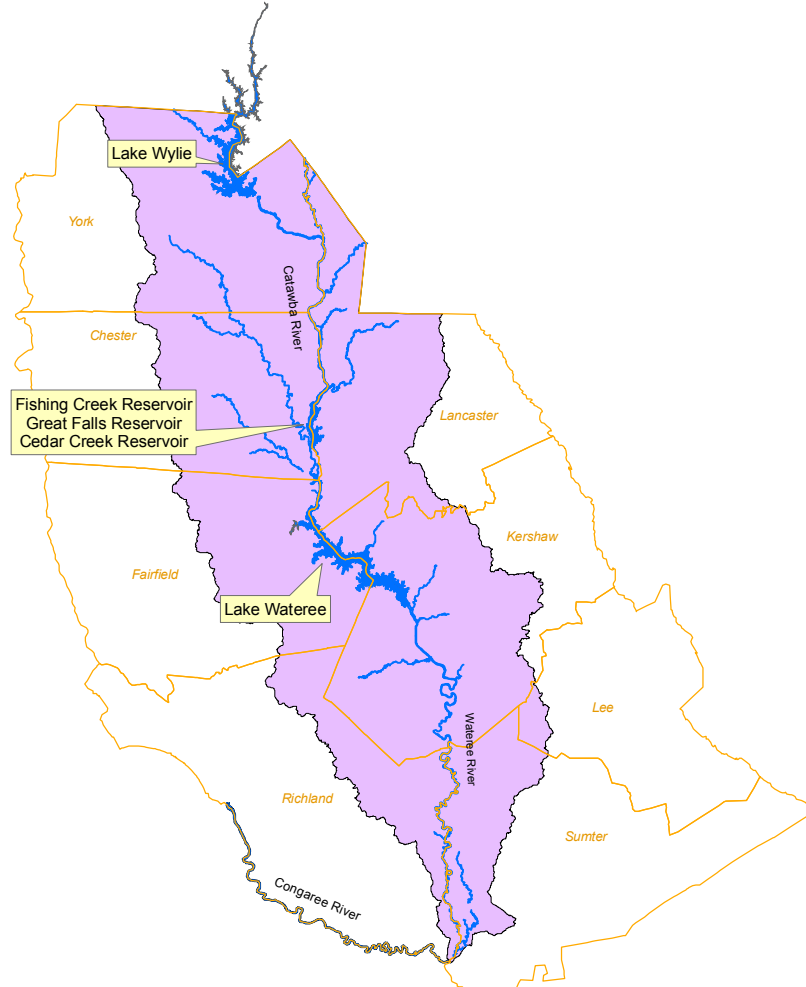 Lake Wylie
York
Catawba River
Chester
Fishing Creek Reservoir
Great Falls Reservoir
Cedar Creek Reservoir
Lancaster
Kershaw
Fairfield
Lake Wateree
Lee
Wateree River
Richland
Sumter
Congaree River